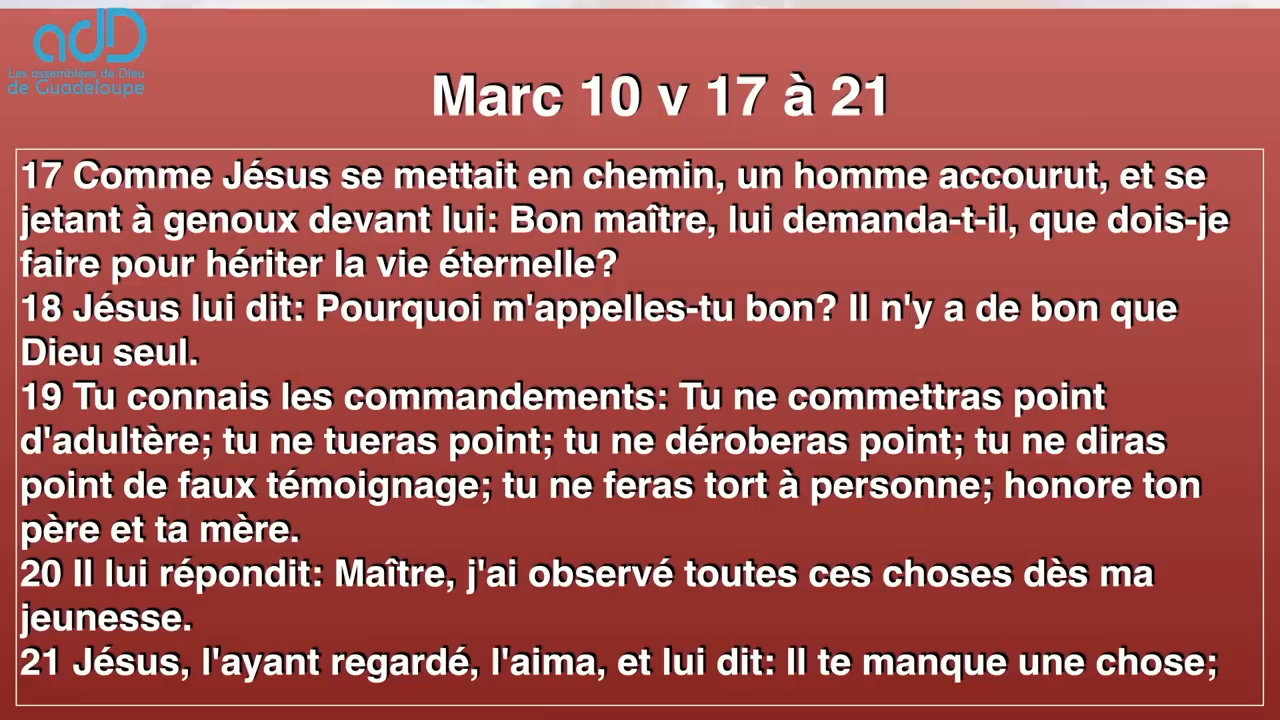 adD
Les assemblées de Dieu
de Guadeloupe
Marc 10 v 17 à 21
17 Comme Jésus se mettait en chemin, un homme accourut, et se
jetant à genoux devant lui: Bon maître, lui demanda-t-il, que dois-je
faire pour hériter la vie éternelle?
18 Jésus lui dit: Pourquoi m'appelles-tu bon? Il n'y a de bon que
Dieu seul.
19 Tu connais les commandements: Tu ne commettras point
d'adultère; tu ne tueras point; tu ne déroberas point; tu ne diras
point de faux témoignage; tu ne feras tort à personne; honore ton
père et ta mère.
20 Il lui répondit: Maître, j'ai observé toutes ces choses dès ma
jeunesse.
21 Jésus, l'ayant regardé, l'aima, et lui dit: Il te manque une chose;